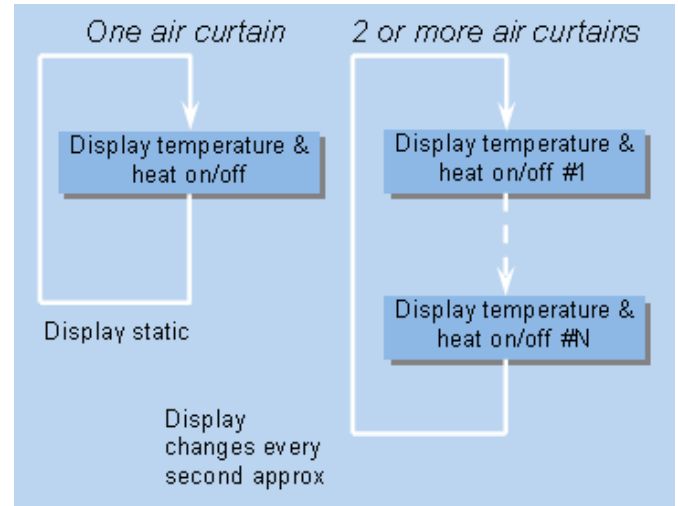 One air curtain
Display temperature &
heat on/off
Display static
2 or more air curtains
Display temperature &
heat on/off #1
Display temperature &
heat on/off #N
Display
changes every
second approx